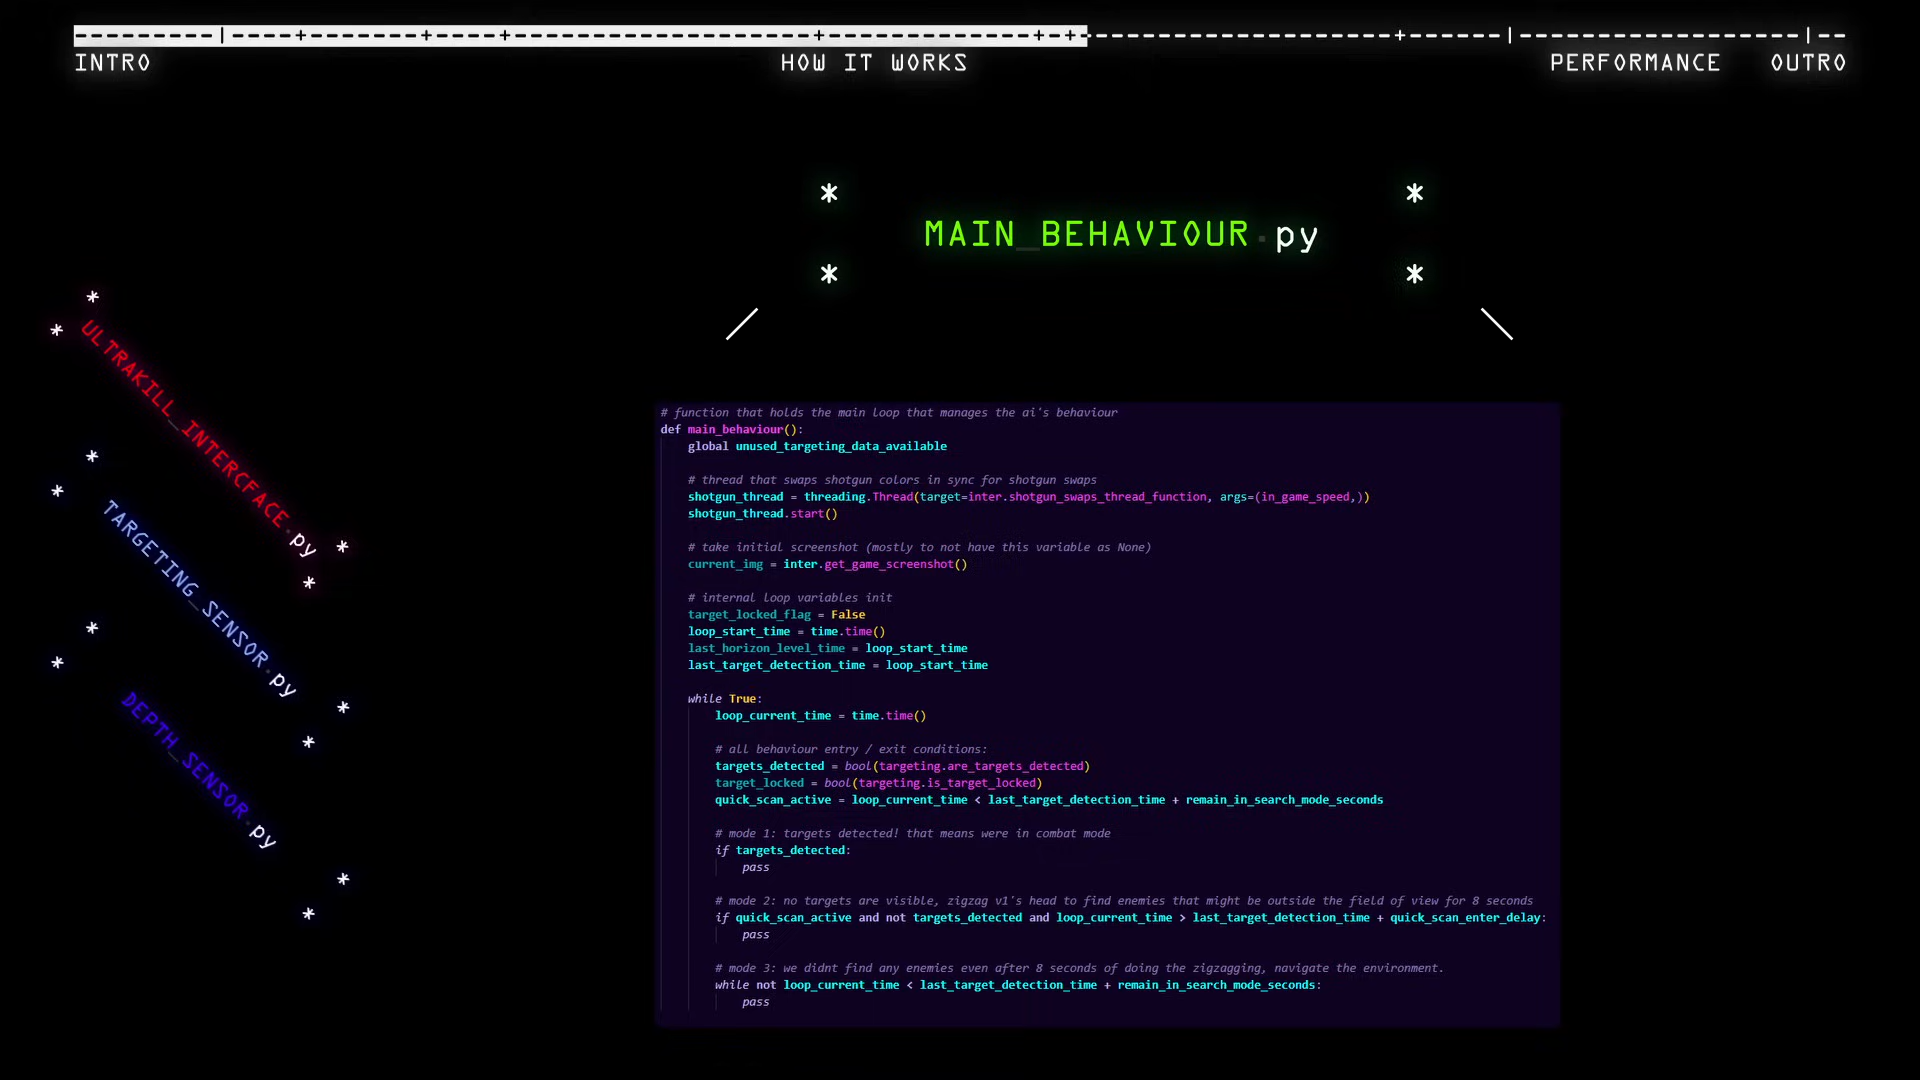 ---------|----+-------+----+-------------------+-------------+-+--------------------+------|------------------|--
INTRO HOW IT WORKS PERFORMANCE OUTRO
* *
MAIN_BEHAVIOUR.py
* *
/ \
* *
ULTRAKILL_INTERCFACE.py
* *
* *
TARGETING_SENSOR.py
* *
* *
DEPTH_SENSOR.py
* *
# function that holds the main loop that manages the ai's behaviour
def main_behaviour():
    global unused_targeting_data_available
    # thread that swaps shotgun colors in sync for shotgun swaps
    shotgun_thread = threading.Thread(target=inter.shotgun_swaps_thread_function, args=(in_game_speed,))
    shotgun_thread.start()
    # take initial screenshot (mostly to not have this variable as None)
    current_img = inter.get_game_screenshot()
    # internal loop variables init
    target_locked_flag = False
    loop_start_time = time.time()
    last_horizon_level_time = loop_start_time
    last_target_detection_time = loop_start_time
    while True:
        loop_current_time = time.time()
        # all behaviour entry / exit conditions:
        targets_detected = bool(targeting.are_targets_detected)
        target_locked = bool(targeting.is_target_locked)
        quick_scan_active = loop_current_time < last_target_detection_time + remain_in_search_mode_seconds
        # mode 1: targets detected! that means were in combat mode
        if targets_detected:
            pass
        # mode 2: no targets are visible, zigzag v1's head to find enemies that might be outside the field of view for 8 seconds
        if quick_scan_active and not targets_detected and loop_current_time > last_target_detection_time + quick_scan_enter_delay:
            pass
        # mode 3: we didnt find any enemies even after 8 seconds of doing the zigzagging, navigate the environment.
        while not loop_current_time < last_target_detection_time + remain_in_search_mode_seconds:
            pass